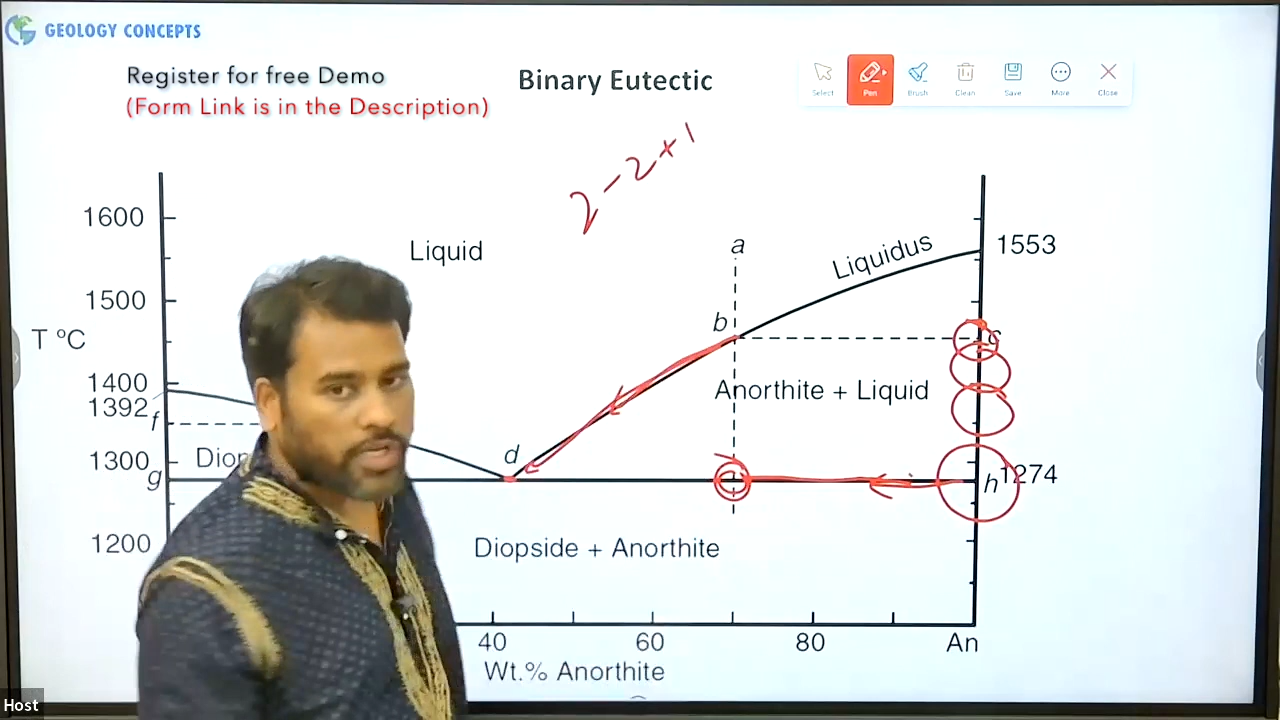 GEOLOGY CONCEPTS
Register for free Demo
(Form Link is in the Description)
Binary Eutectic
Select
Pen
Brush
Clean
Save
More
Close
2-2+1
1600
Liquid
a
Liquidus
1553
1500
T ºC
b
c
1400
1392
f
Anorthite + Liquid
d
1300
g
Diop
h
1274
1200
Diopside + Anorthite
40
60
80
An
Wt.% Anorthite
Host